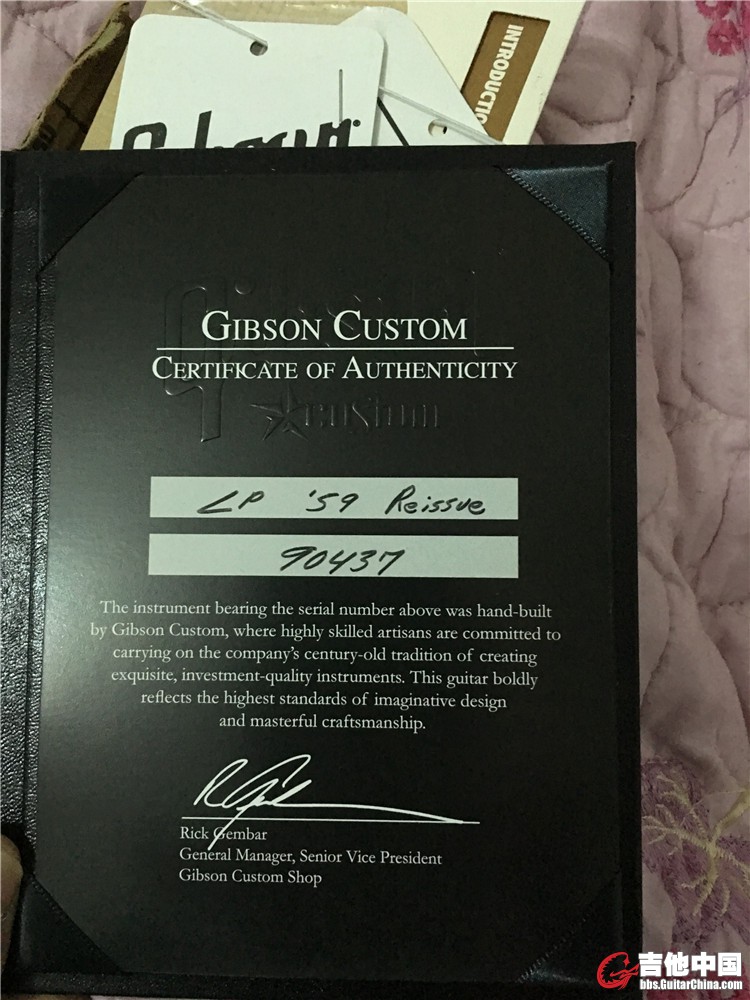 INTRODUCTIO
GIBSON CUSTOM
CERTIFICATE OF AUTHENTICITY
custom
LP '59 Reissue
90437
The instrument bearing the serial number above was hand-built
by Gibson Custom, where highly skilled artisans are committed to
carrying on the company's century-old tradition of creating
exquisite, investment-quality instruments. This guitar boldly
reflects the highest standards of imaginative design
and masterful craftsmanship.
Rick Gembar
General Manager, Senior Vice President
Gibson Custom Shop
吉他中国
bbs.GuitarChina.com